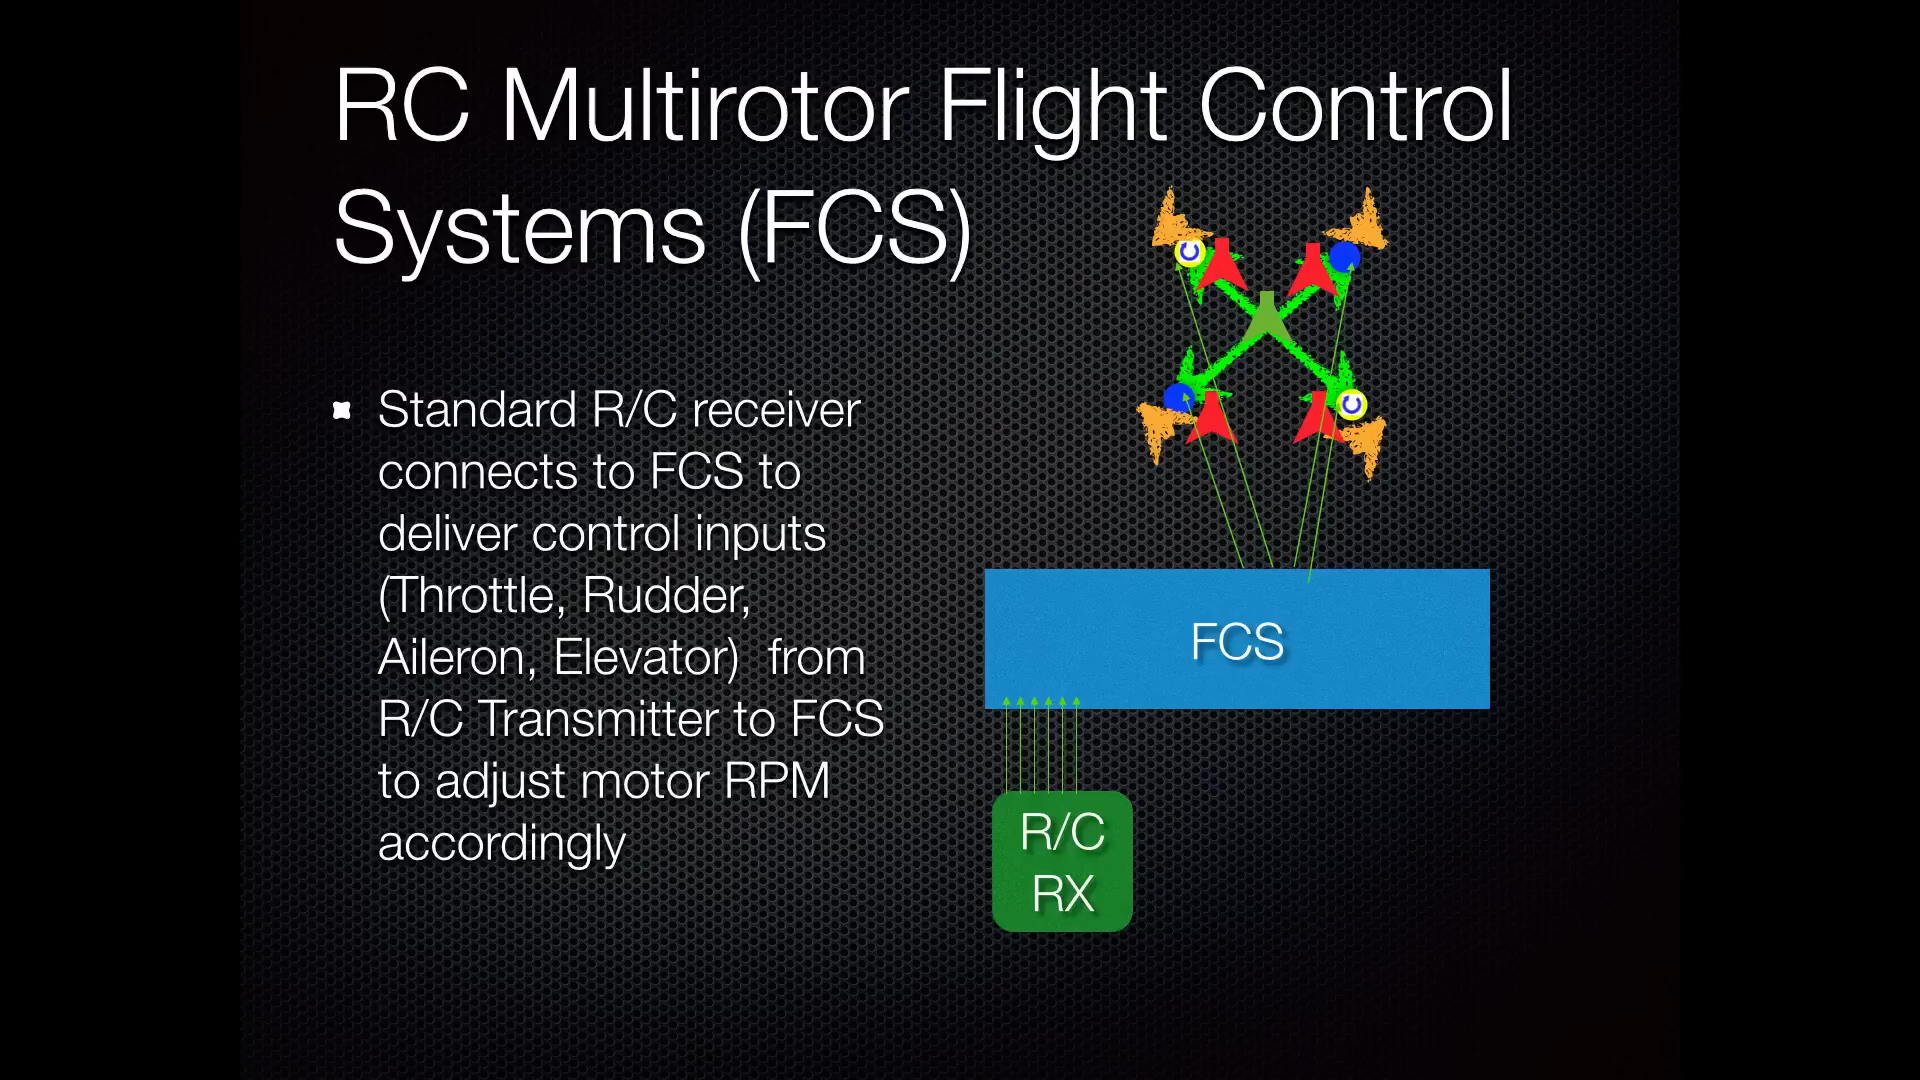 RC Multirotor Flight Control
Systems (FCS)
Standard R/C receiver
connects to FCS to
deliver control inputs
(Throttle, Rudder,
Aileron, Elevator)  from
R/C Transmitter to FCS
to adjust motor RPM
accordingly
FCS
R/C
RX